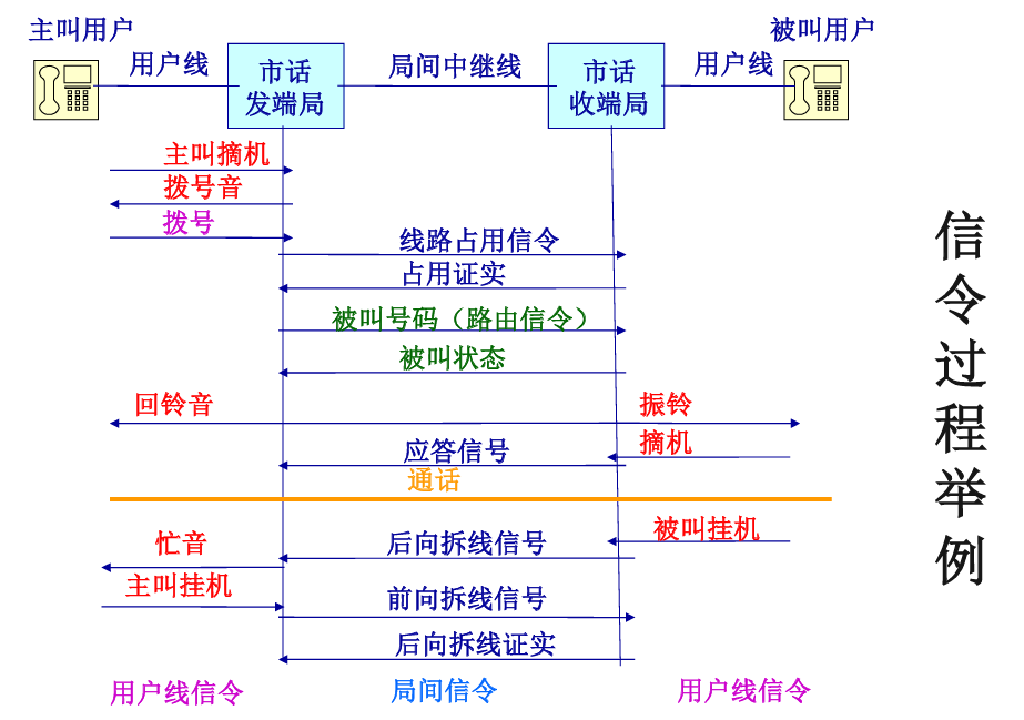 主叫用户
被叫用户
用户线
市话
发端局
局间中继线
市话
收端局
用户线
主叫摘机
拨号音
拨号
线路占用信令
占用证实
被叫号码（路由信令）
被叫状态
回铃音
振铃
摘机
应答信号
通话
被叫挂机
忙音
后向拆线信号
主叫挂机
前向拆线信号
后向拆线证实
用户线信令
局间信令
用户线信令
信令过程举例